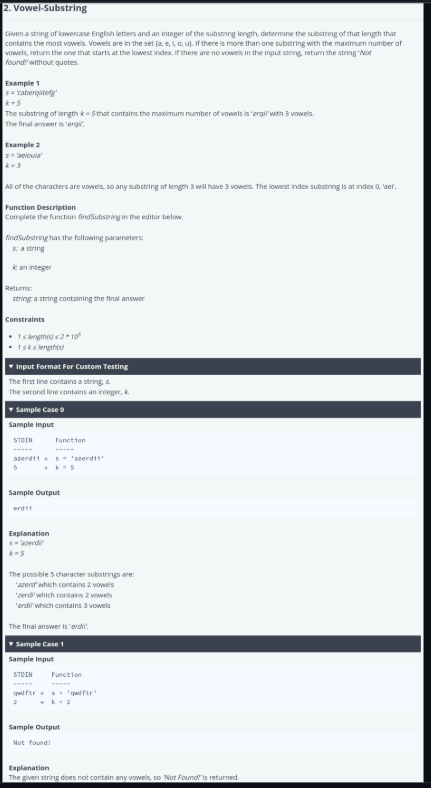 2. Vowel-Substring
Given a string of lowercase English letters and an integer of the substring length, determine the substring of that length that
contains the most vowels. Vowels are in the set {a, e, i, o, u}. If there is more than one substring with the maximum number of
vowels, return the one that starts at the lowest index. If there are no vowels in the input string, return the string 'Not
found!' without quotes.
Example 1
s = 'caberqiitefg'
k = 5
The substring of length k = 5 that contains the maximum number of vowels is 'erqii' with 3 vowels.
The final answer is 'erqii'.
Example 2
s = 'aeiouia'
k = 3
All of the characters are vowels, so any substring of length 3 will have 3 vowels. The lowest index substring is at index 0, 'aei'.
Function Description
Complete the function findSubstring in the editor below.
findSubstring has the following parameters:
s: a string
k: an integer
Returns:
string: a string containing the final answer
Constraints
• 1 ≤ length(s) ≤ 2 * 10⁵
• 1 ≤ k ≤ length(s)
▼ Input Format For Custom Testing
The first line contains a string, s.
The second line contains an integer, k.
▼ Sample Case 0
Sample Input
STDIN Function
----- -----
azerdii → s = 'azerdii'
5 → k = 5
Sample Output
erdii
Explanation
s = 'azerdii'
k = 5
The possible 5 character substrings are:
'azerd' which contains 2 vowels
'zerdi' which contains 2 vowels
'erdii' which contains 3 vowels
The final answer is 'erdii'.
▼ Sample Case 1
Sample Input
STDIN Function
----- -----
qwdftr → s = 'qwdftr'
2 → k = 2
Sample Output
Not found!
Explanation
The given string does not contain any vowels, so 'Not Found!' is returned.